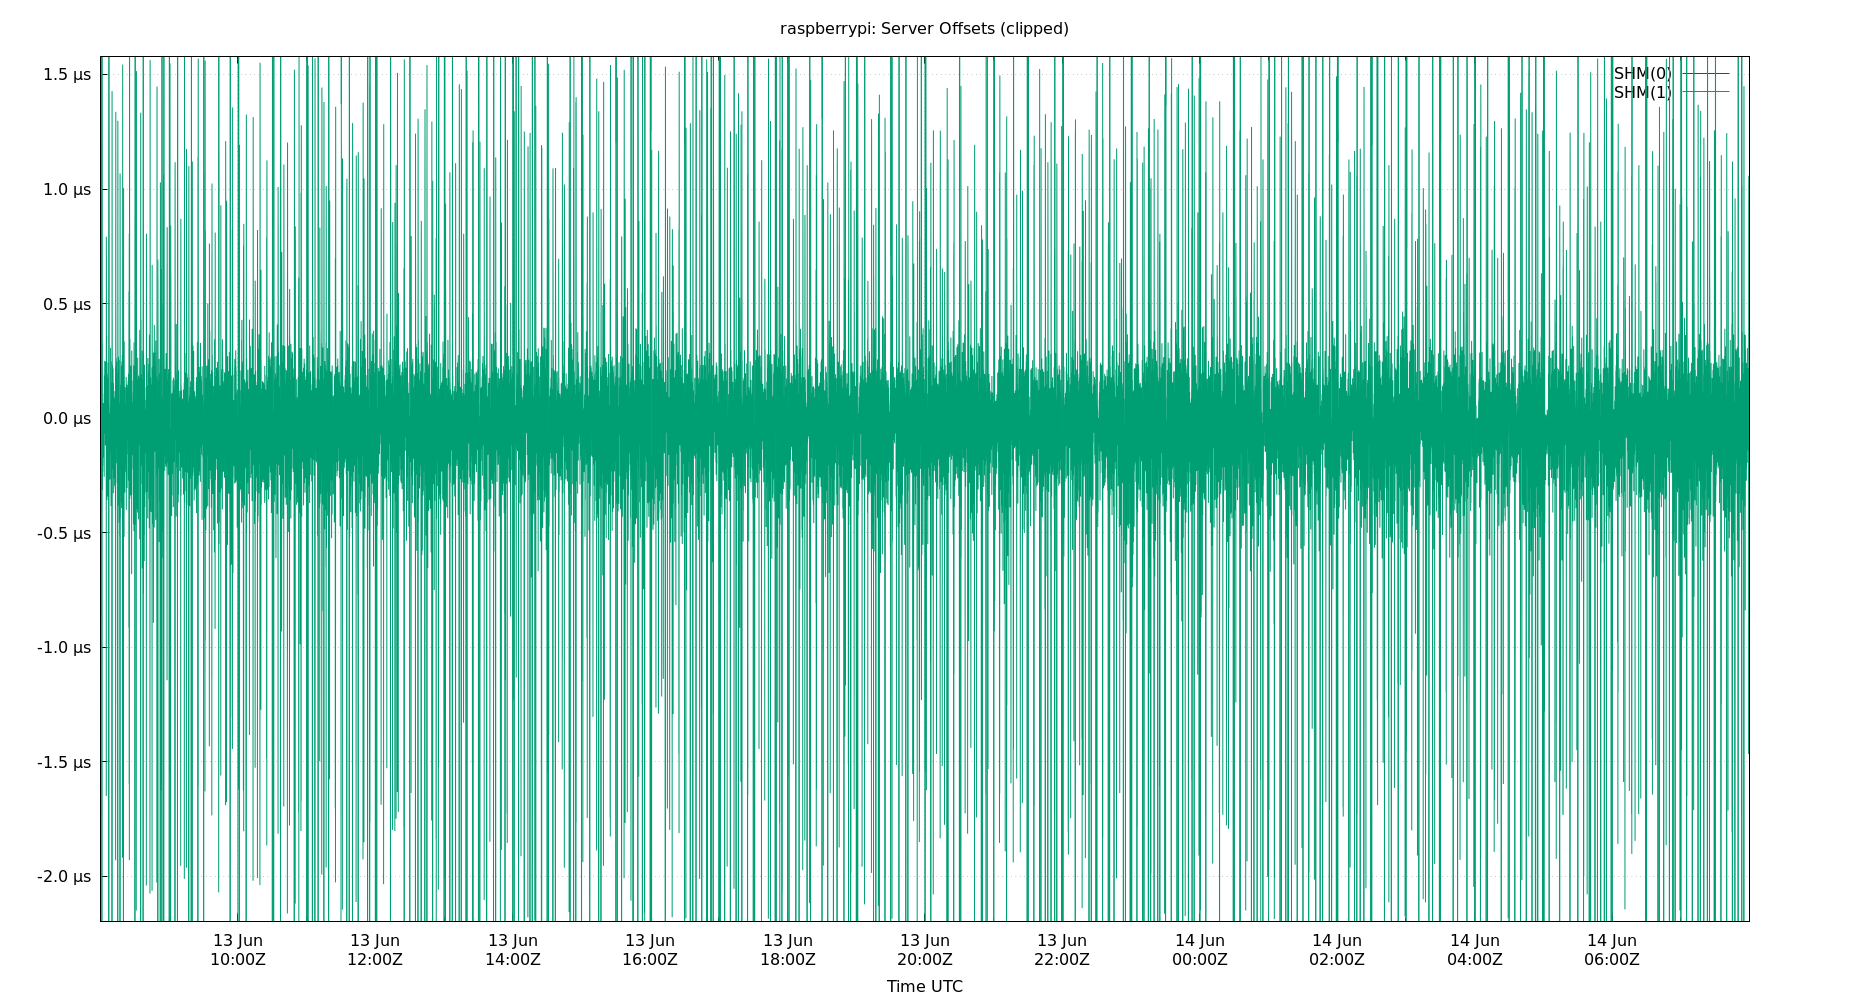 raspberrypi: Server Offsets (clipped)
1.5 µs
1.0 µs
0.5 µs
0.0 µs
-0.5 µs
-1.0 µs
-1.5 µs
-2.0 µs
SHM(0)
SHM(1)
13 Jun 13 Jun 13 Jun 13 Jun 13 Jun 13 Jun 13 Jun 14 Jun 14 Jun 14 Jun 14 Jun
10:00Z 12:00Z 14:00Z 16:00Z 18:00Z 20:00Z 22:00Z 00:00Z 02:00Z 04:00Z 06:00Z
Time UTC